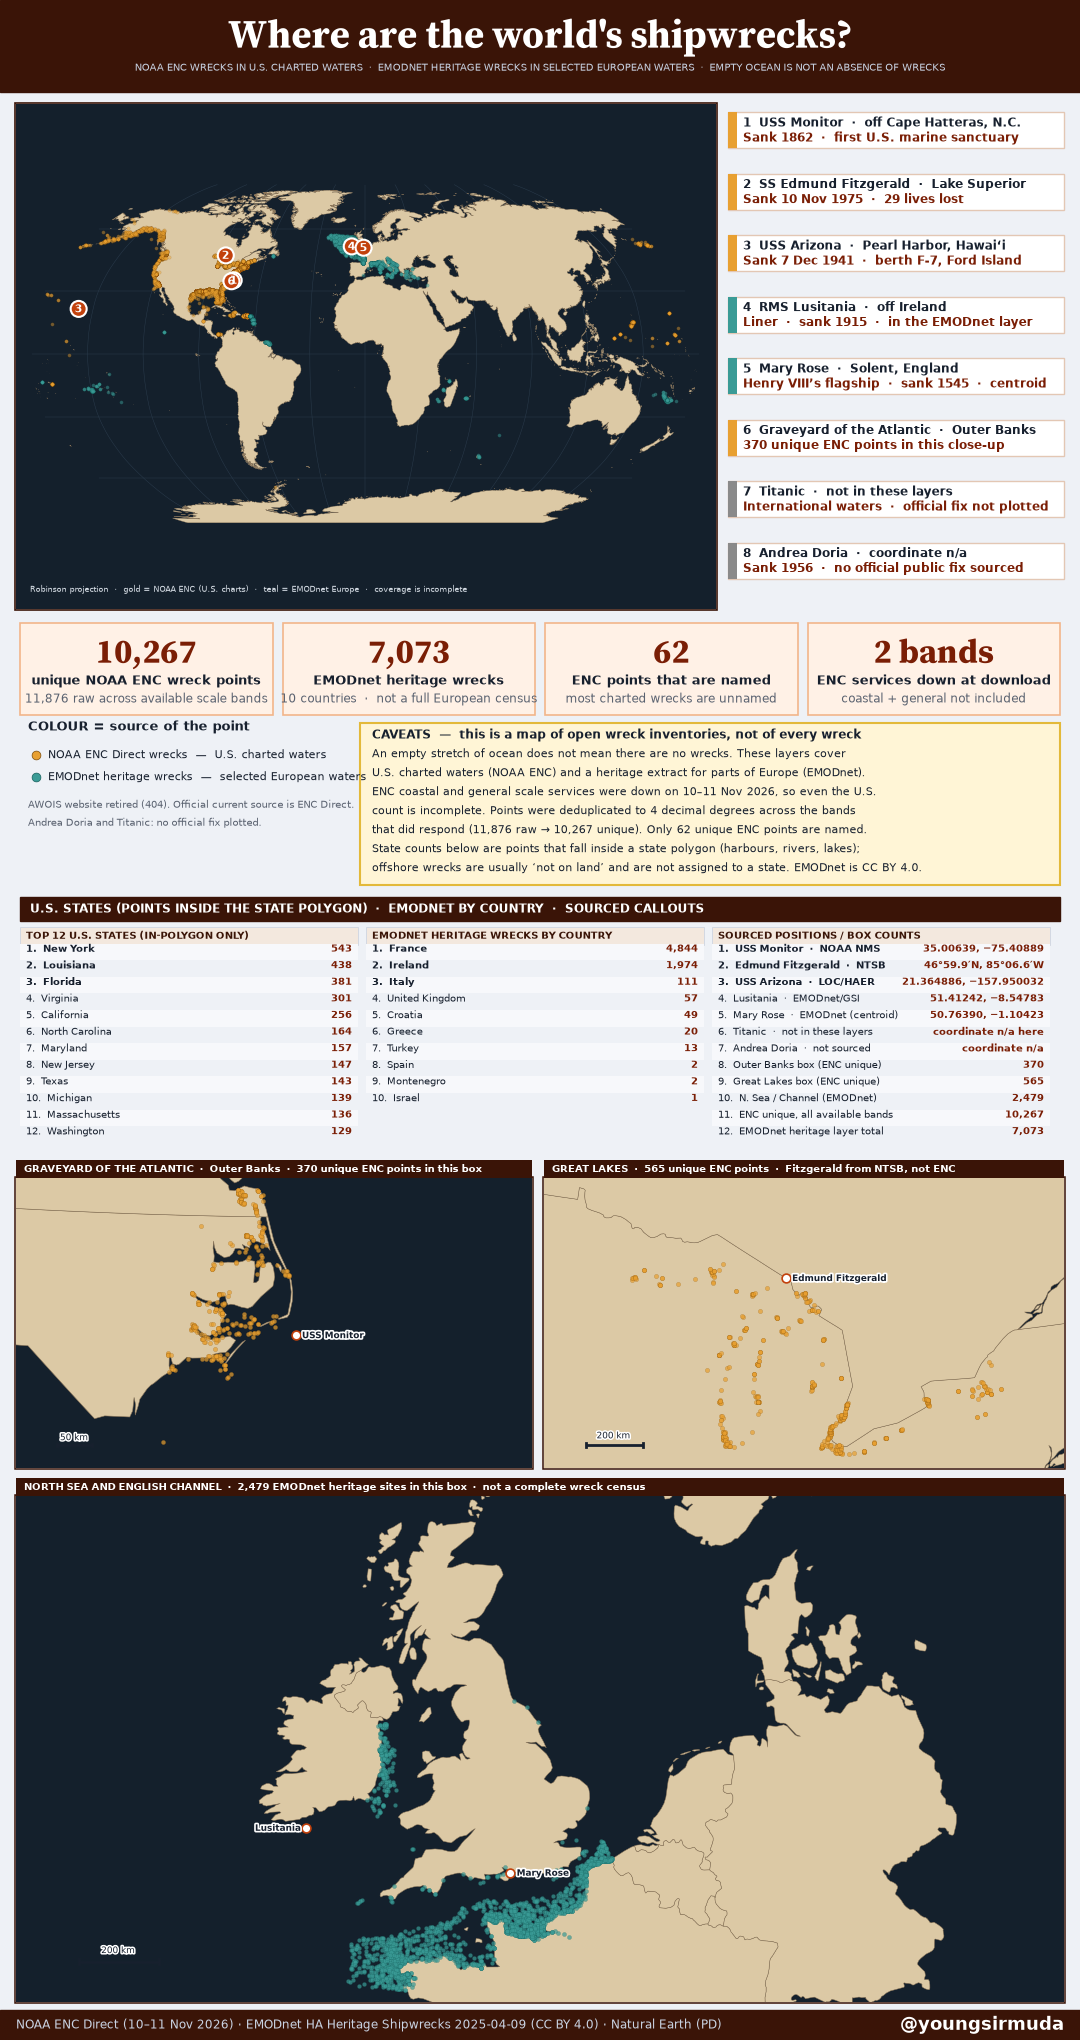 Where are the world's shipwrecks?
NOAA ENC WRECKS IN U.S. CHARTED WATERS · EMODNET HERITAGE WRECKS IN SELECTED EUROPEAN WATERS · EMPTY OCEAN IS NOT AN ABSENCE OF WRECKS
2
4
5
3
Robinson projection · gold = NOAA ENC (U.S. charts) · teal = EMODnet Europe · coverage is incomplete
1 USS Monitor · off Cape Hatteras, N.C.
Sank 1862 · first U.S. marine sanctuary
2 SS Edmund Fitzgerald · Lake Superior
Sank 10 Nov 1975 · 29 lives lost
3 USS Arizona · Pearl Harbor, Hawaiʻi
Sank 7 Dec 1941 · berth F-7, Ford Island
4 RMS Lusitania · off Ireland
Liner · sank 1915 · in the EMODnet layer
5 Mary Rose · Solent, England
Henry VIII’s flagship · sank 1545 · centroid
6 Graveyard of the Atlantic · Outer Banks
370 unique ENC points in this close-up
7 Titanic · not in these layers
International waters · official fix not plotted
8 Andrea Doria · coordinate n/a
Sank 1956 · no official public fix sourced
10,267
unique NOAA ENC wreck points
11,876 raw across available scale bands
7,073
EMODnet heritage wrecks
10 countries · not a full European census
62
ENC points that are named
most charted wrecks are unnamed
2 bands
ENC services down at download
coastal + general not included
COLOUR = source of the point
NOAA ENC Direct wrecks — U.S. charted waters
EMODnet heritage wrecks — selected European waters
AWOIS website retired (404). Official current source is ENC Direct.
Andrea Doria and Titanic: no official fix plotted.
CAVEATS — this is a map of open wreck inventories, not of every wreck
An empty stretch of ocean does not mean there are no wrecks. These layers cover
U.S. charted waters (NOAA ENC) and a heritage extract for parts of Europe (EMODnet).
ENC coastal and general scale services were down on 10–11 Nov 2026, so even the U.S.
count is incomplete. Points were deduplicated to 4 decimal degrees across the bands
that did respond (11,876 raw → 10,267 unique). Only 62 unique ENC points are named.
State counts below are points that fall inside a state polygon (harbours, rivers, lakes);
offshore wrecks are usually ‘not on land’ and are not assigned to a state. EMODnet is CC BY 4.0.
U.S. STATES (POINTS INSIDE THE STATE POLYGON) · EMODNET BY COUNTRY · SOURCED CALLOUTS
TOP 12 U.S. STATES (IN-POLYGON ONLY)
1. New York 543
2. Louisiana 438
3. Florida 381
4. Virginia 301
5. California 256
6. North Carolina 164
7. Maryland 157
8. New Jersey 147
9. Texas 143
10. Michigan 139
11. Massachusetts 136
12. Washington 129
EMODNET HERITAGE WRECKS BY COUNTRY
1. France 4,844
2. Ireland 1,974
3. Italy 111
4. United Kingdom 57
5. Croatia 49
6. Greece 20
7. Turkey 13
8. Spain 2
9. Montenegro 2
10. Israel 1
SOURCED POSITIONS / BOX COUNTS
1. USS Monitor · NOAA NMS 35.00639, −75.40889
2. Edmund Fitzgerald · NTSB 46°59.9′N, 85°06.6′W
3. USS Arizona · LOC/HAER 21.364886, −157.950032
4. Lusitania · EMODnet/GSI 51.41242, −8.54783
5. Mary Rose · EMODnet (centroid) 50.76390, −1.10423
6. Titanic · not in these layers coordinate n/a here
7. Andrea Doria · not sourced coordinate n/a
8. Outer Banks box (ENC unique) 370
9. Great Lakes box (ENC unique) 565
10. N. Sea / Channel (EMODnet) 2,479
11. ENC unique, all available bands 10,267
12. EMODnet heritage layer total 7,073
GRAVEYARD OF THE ATLANTIC · Outer Banks · 370 unique ENC points in this box
USS Monitor
50 km
GREAT LAKES · 565 unique ENC points · Fitzgerald from NTSB, not ENC
Edmund Fitzgerald
200 km
NORTH SEA AND ENGLISH CHANNEL · 2,479 EMODnet heritage sites in this box · not a complete wreck census
Lusitania
Mary Rose
200 km
NOAA ENC Direct (10–11 Nov 2026) · EMODnet HA Heritage Shipwrecks 2025-04-09 (CC BY 4.0) · Natural Earth (PD)
@youngsirmuda